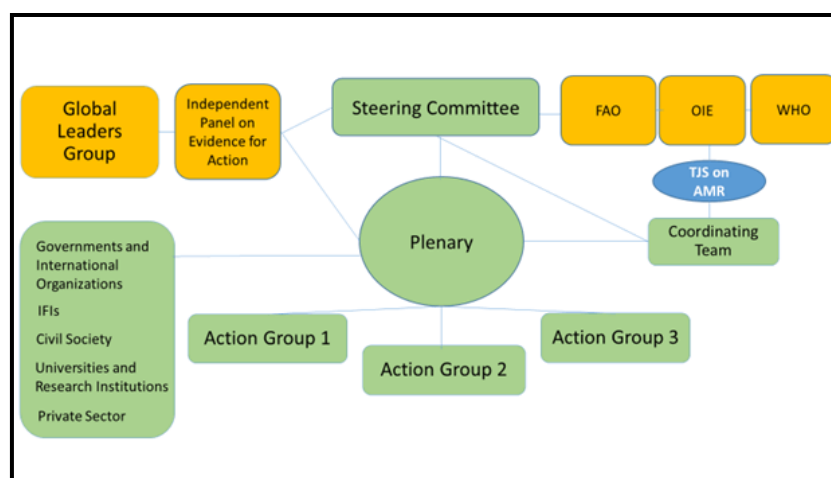 Global
Leaders
Group
Independent
Panel on
Evidence for
Action
Steering Committee
FAO
OIE
WHO
TJS on
AMR
Coordinating
Team
Plenary
Governments and
International
Organizations
IFIs
Civil Society
Universities and
Research Institutions
Private Sector
Action Group 1
Action Group 2
Action Group 3